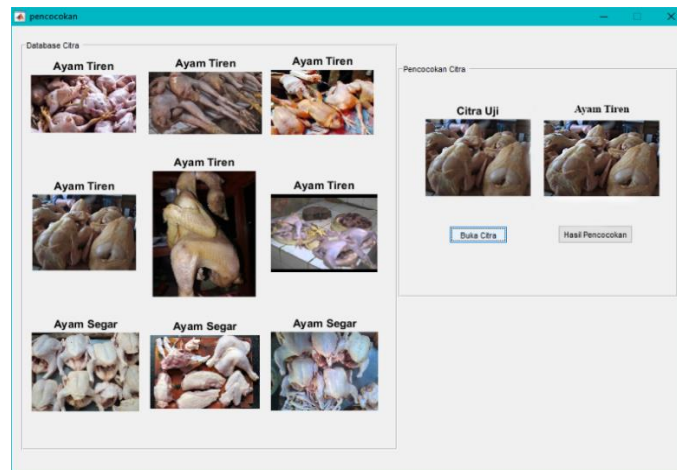 pencocokan
Database Citra
Ayam Tiren
Ayam Tiren
Ayam Tiren
Ayam Tiren
Ayam Tiren
Ayam Tiren
Ayam Segar
Ayam Segar
Ayam Segar
Pencocokan Citra
Citra Uji
Ayam Tiren
Buka Citra
Hasil Pencocokan